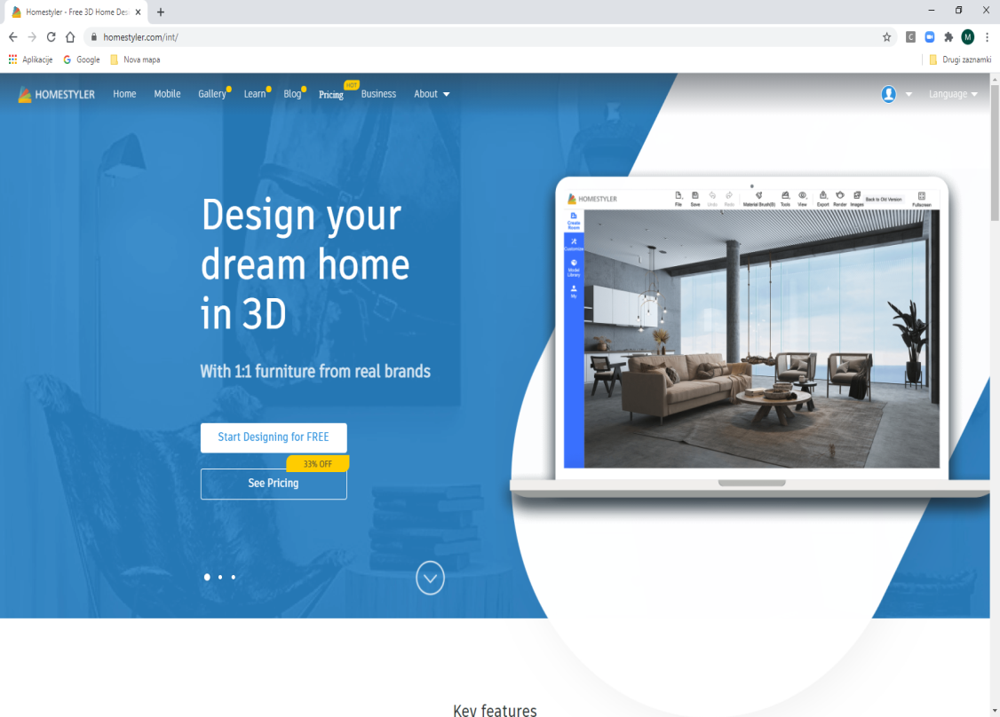 Homestyler - Free 3D Home Des
homestyler.com/int/
C
M
Aplikacije Google Nova mapa Drugi zaznamki
HOMESTYLER Home Mobile Gallery Learn Blog Pricing HOT Business About Language
Design your
dream home
in 3D
With 1:1 furniture from real brands
Start Designing for FREE
33% OFF
See Pricing
HOMESTYLER
File Save Undo Redo Material Brush(B) Tools View Export Render Images Back to Old Version Fullscreen
Create
Room
Customize
Model
Library
My
Key features